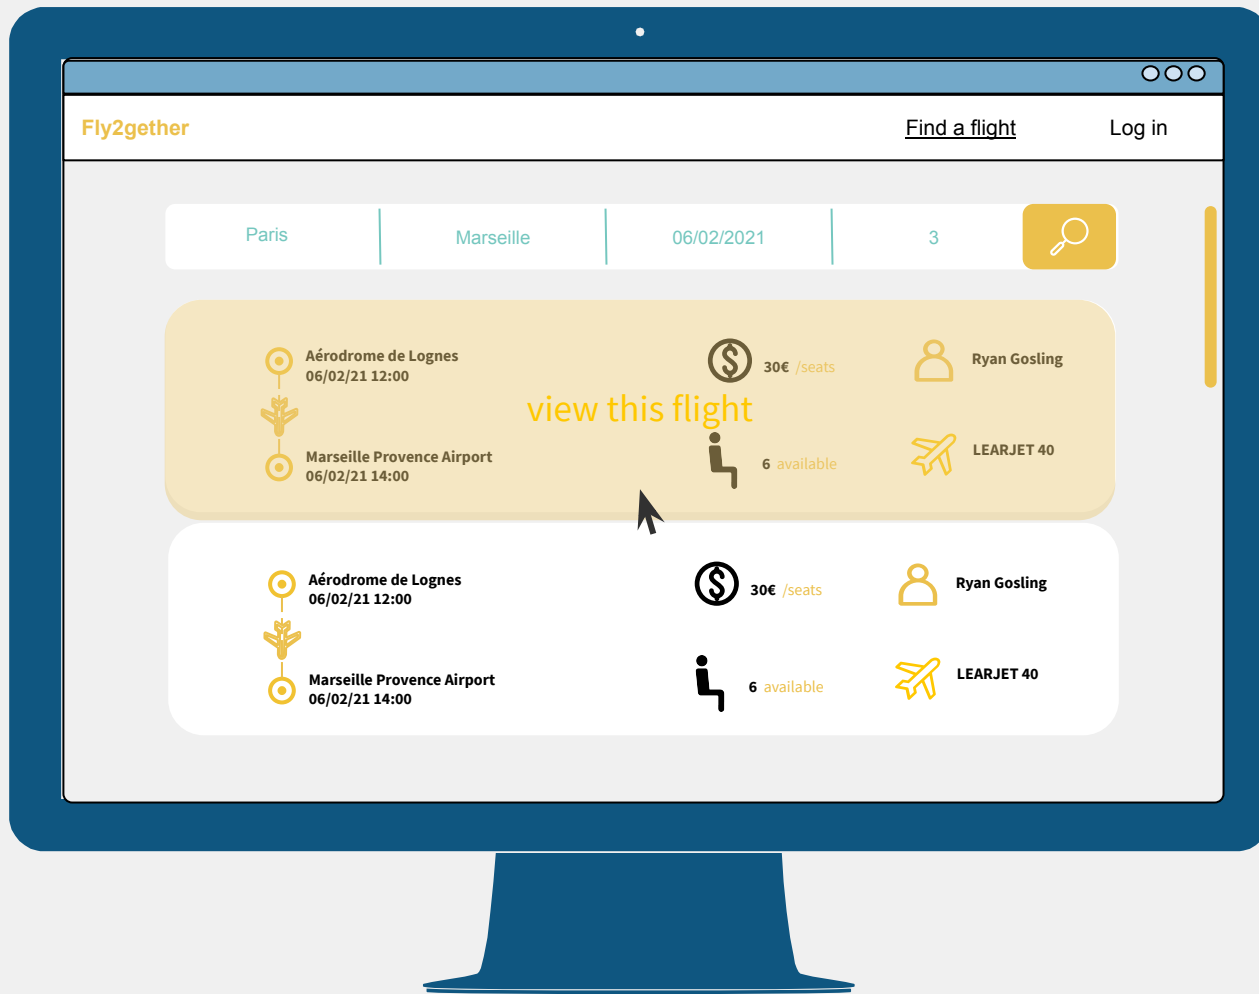 Fly2gether
Find a flight
Log in
Paris
Marseille
06/02/2021
3
Aérodrome de Lognes
06/02/21 12:00
30€ /seats
Ryan Gosling
view this flight
Marseille Provence Airport
06/02/21 14:00
6 available
LEARJET 40
Aérodrome de Lognes
06/02/21 12:00
30€ /seats
Ryan Gosling
Marseille Provence Airport
06/02/21 14:00
6 available
LEARJET 40